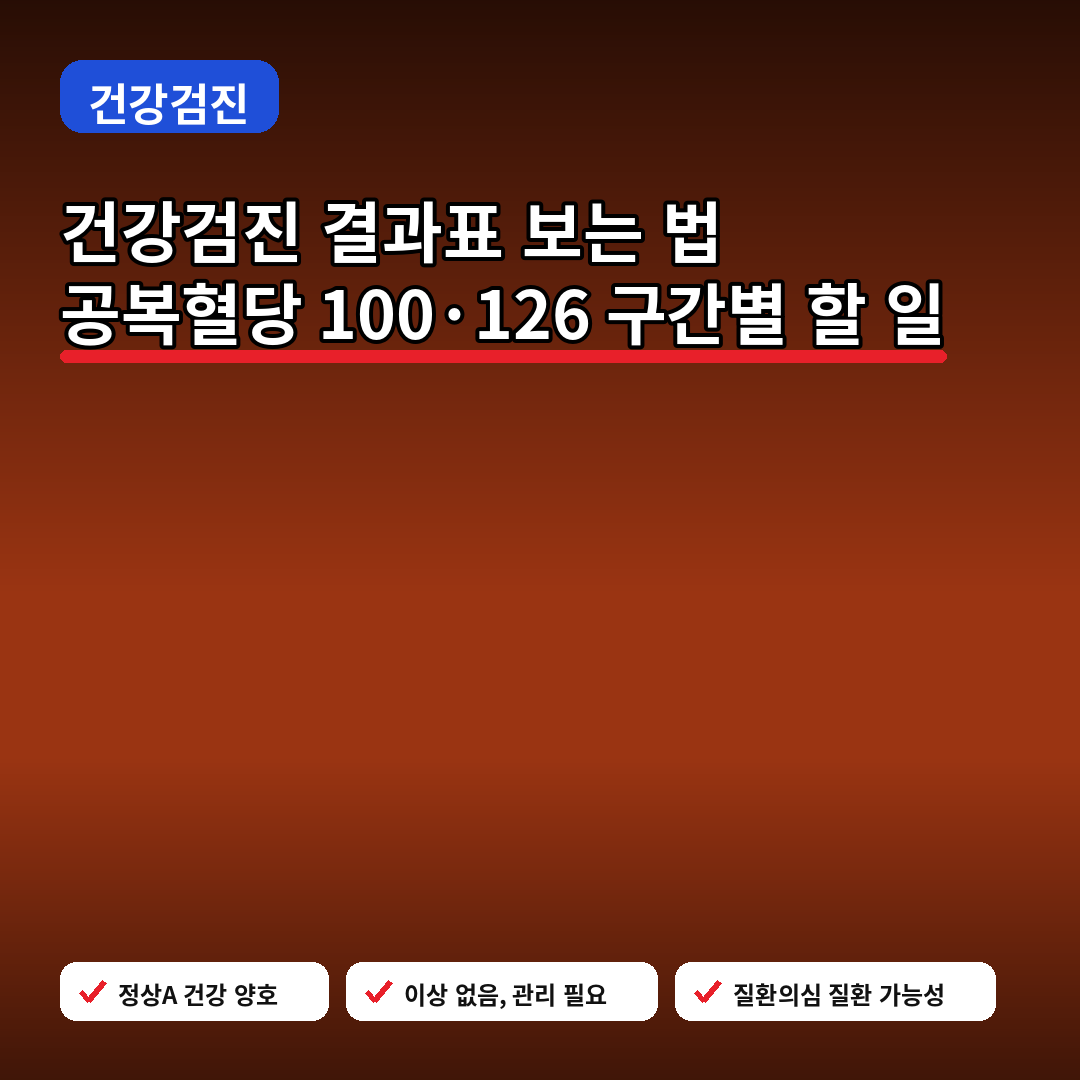 건강검진
건강검진 결과표 보는 법
공복혈당 100·126 구간별 할 일
정상A 건강 양호
이상 없음, 관리 필요
질환의심 질환 가능성